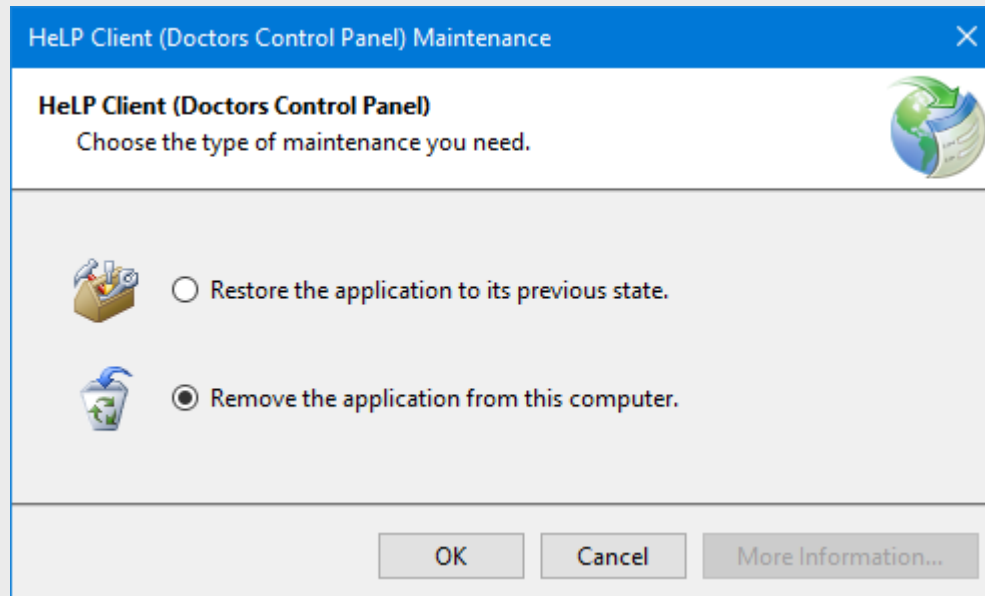 HeLP Client (Doctors Control Panel) Maintenance
HeLP Client (Doctors Control Panel)
Choose the type of maintenance you need.
Restore the application to its previous state.
Remove the application from this computer.
OK Cancel More Information...